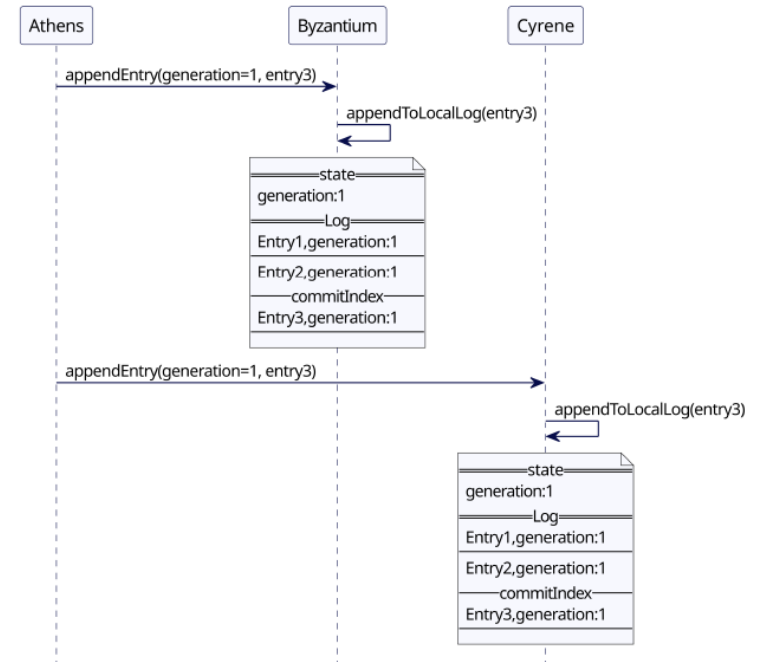 Athens
Byzantium
Cyrene
appendEntry(generation=1, entry3)
appendToLocalLog(entry3)
state
generation:1
Log
Entry1,generation:1
Entry2,generation:1
commitIndex
Entry3,generation:1
appendEntry(generation=1, entry3)
appendToLocalLog(entry3)
state
generation:1
Log
Entry1,generation:1
Entry2,generation:1
commitIndex
Entry3,generation:1